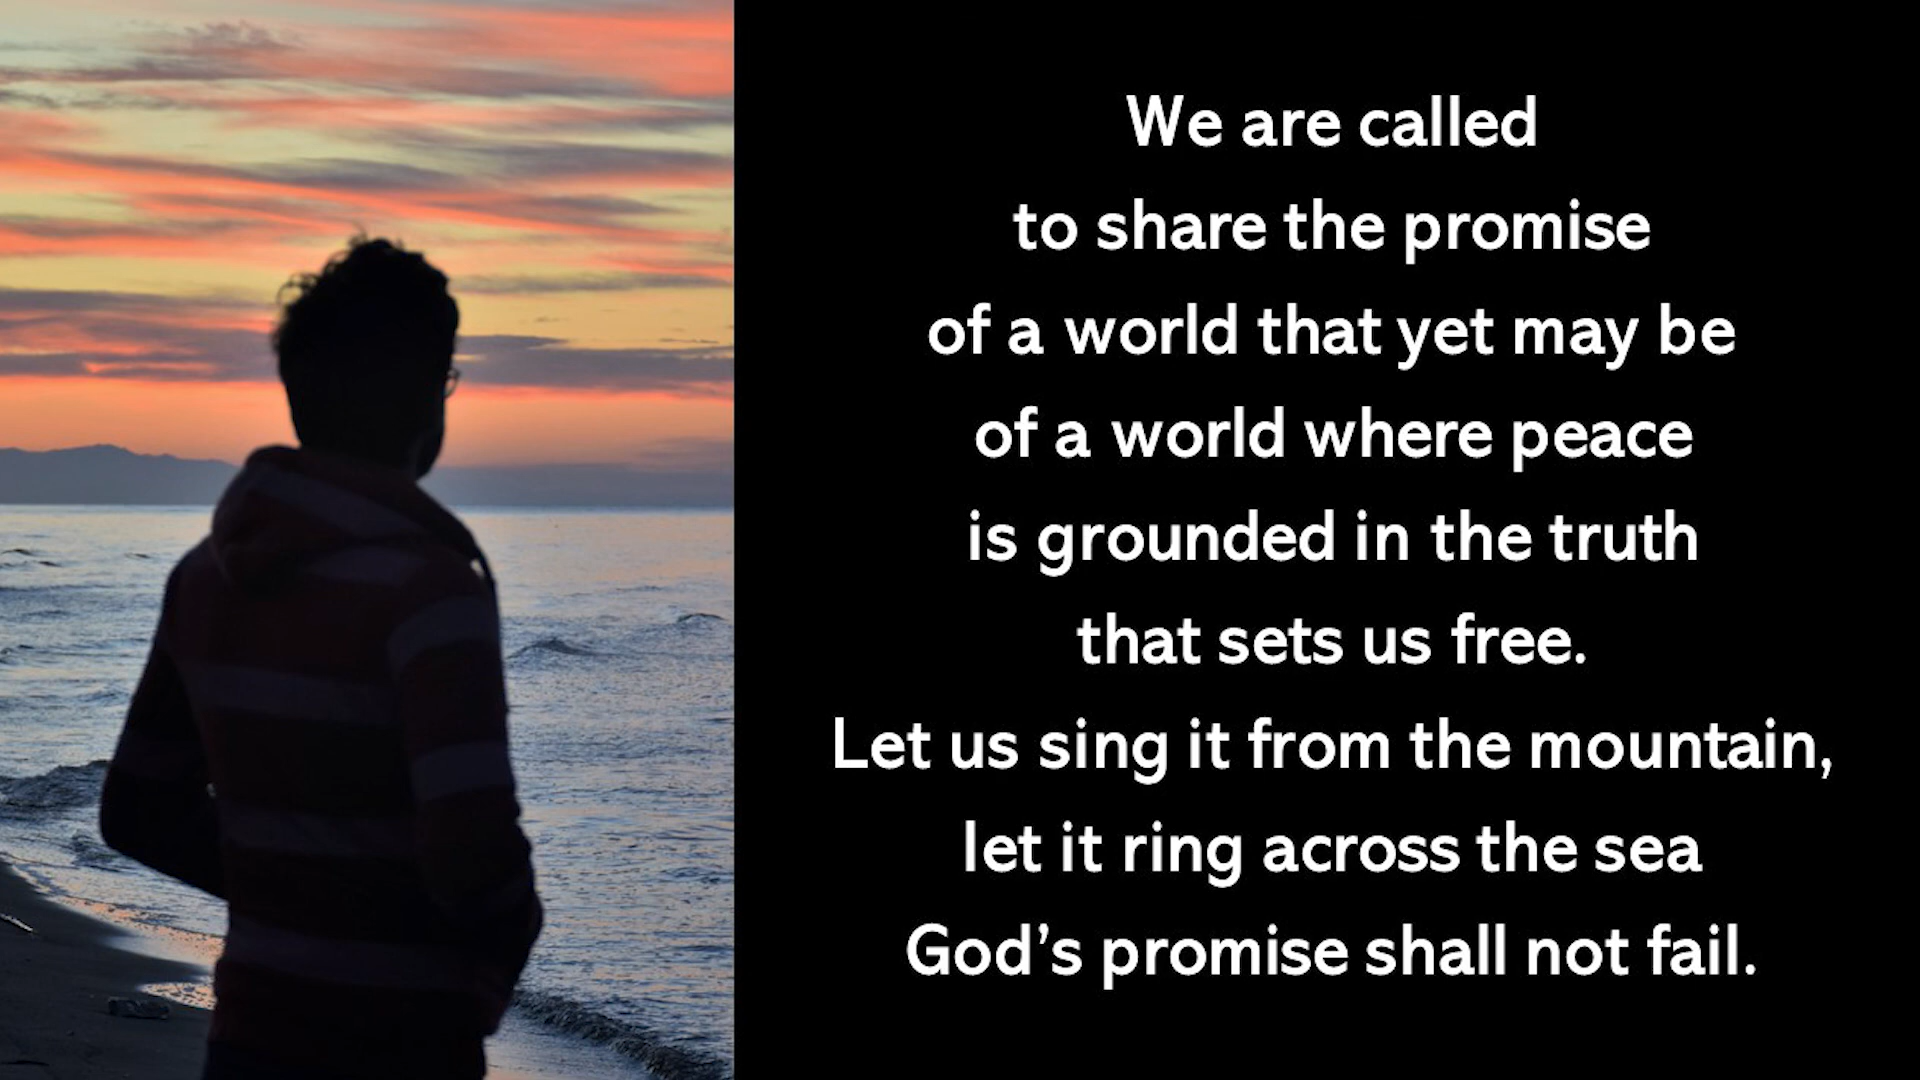 We are called
to share the promise
of a world that yet may be
of a world where peace
is grounded in the truth
that sets us free.
Let us sing it from the mountain,
let it ring across the sea
God’s promise shall not fail.